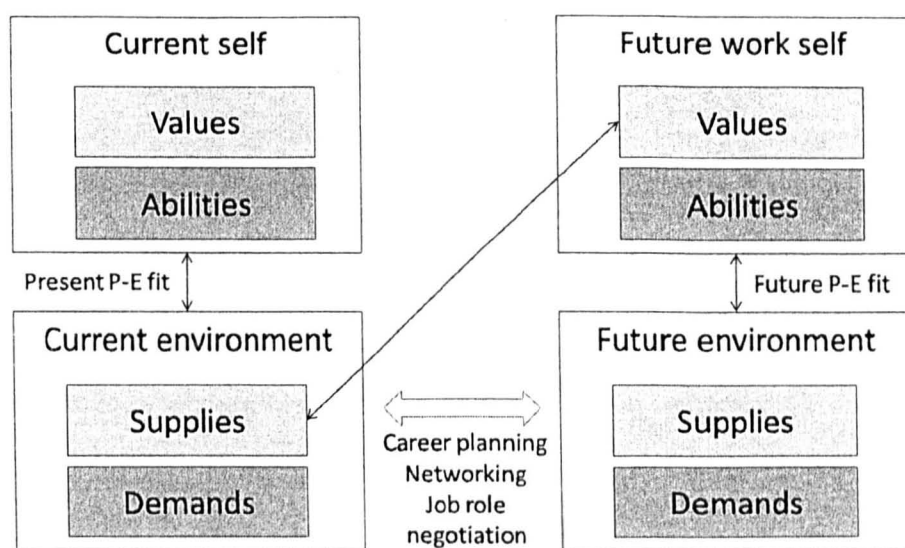 Current self
Values
Abilities
Future work self
Values
Abilities
Present P-E fit
Future P-E fit
Current environment
Supplies
Demands
Career planning
Networking
Job role
negotiation
Future environment
Supplies
Demands